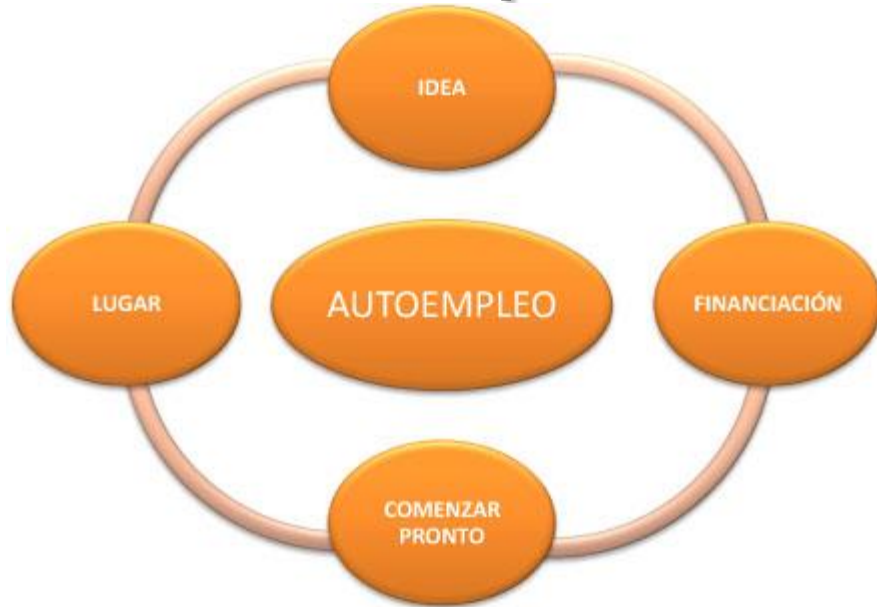 IDEA
LUGAR
AUTOEMPLEO
FINANCIACIÓN
COMENZAR
PRONTO